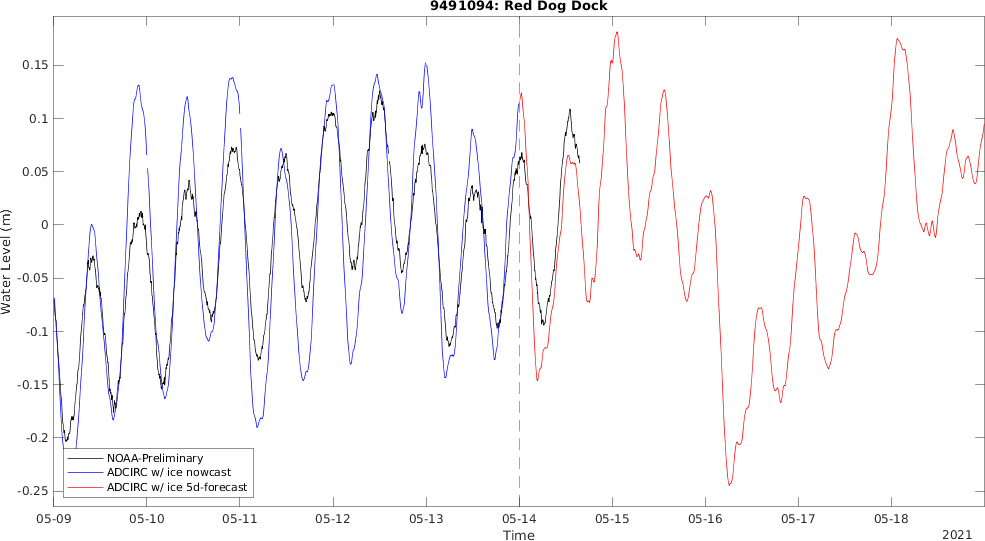 9491094: Red Dog Dock
Water Level (m)
0.15
0.1
0.05
0
-0.05
-0.1
-0.15
-0.2
-0.25
NOAA-Preliminary
ADCIRC w/ ice nowcast
ADCIRC w/ ice 5d-forecast
05-09 05-10 05-11 05-12 05-13 05-14 05-15 05-16 05-17 05-18
Time
2021